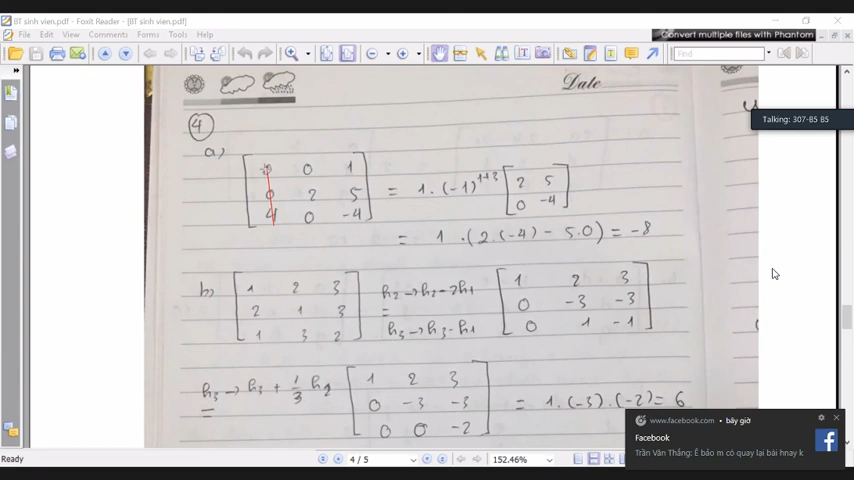 BT sinh vien.pdf - Foxit Reader - [BT sinh vien.pdf]
File Edit View Comments Forms Tools Help
Convert multiple files with Phantom
Find
Date
Talking: 307-B5 B5
4
a)
0 1
0 2 5 = 1.(-1)¹⁺³ 2 5
4 0 -4 0 -4
= 1 .(2.(-4) - 5.0) = -8
b) 1 2 3 h2→h2-2h1 1 2 3
2 1 3 = 0 -3 -3
1 3 2 h3→h3-h1 0 1 -1
h3→h3 + 1/3 h2 1 2 3
= 0 -3 -3 = 1.(-3).(-2) = 6
0 0 -2
www.facebook.com • bây giờ
Facebook
Trần Văn Thắng: Ê bảo m có quay lại bài hnay k
Ready
4 / 5
152.46%